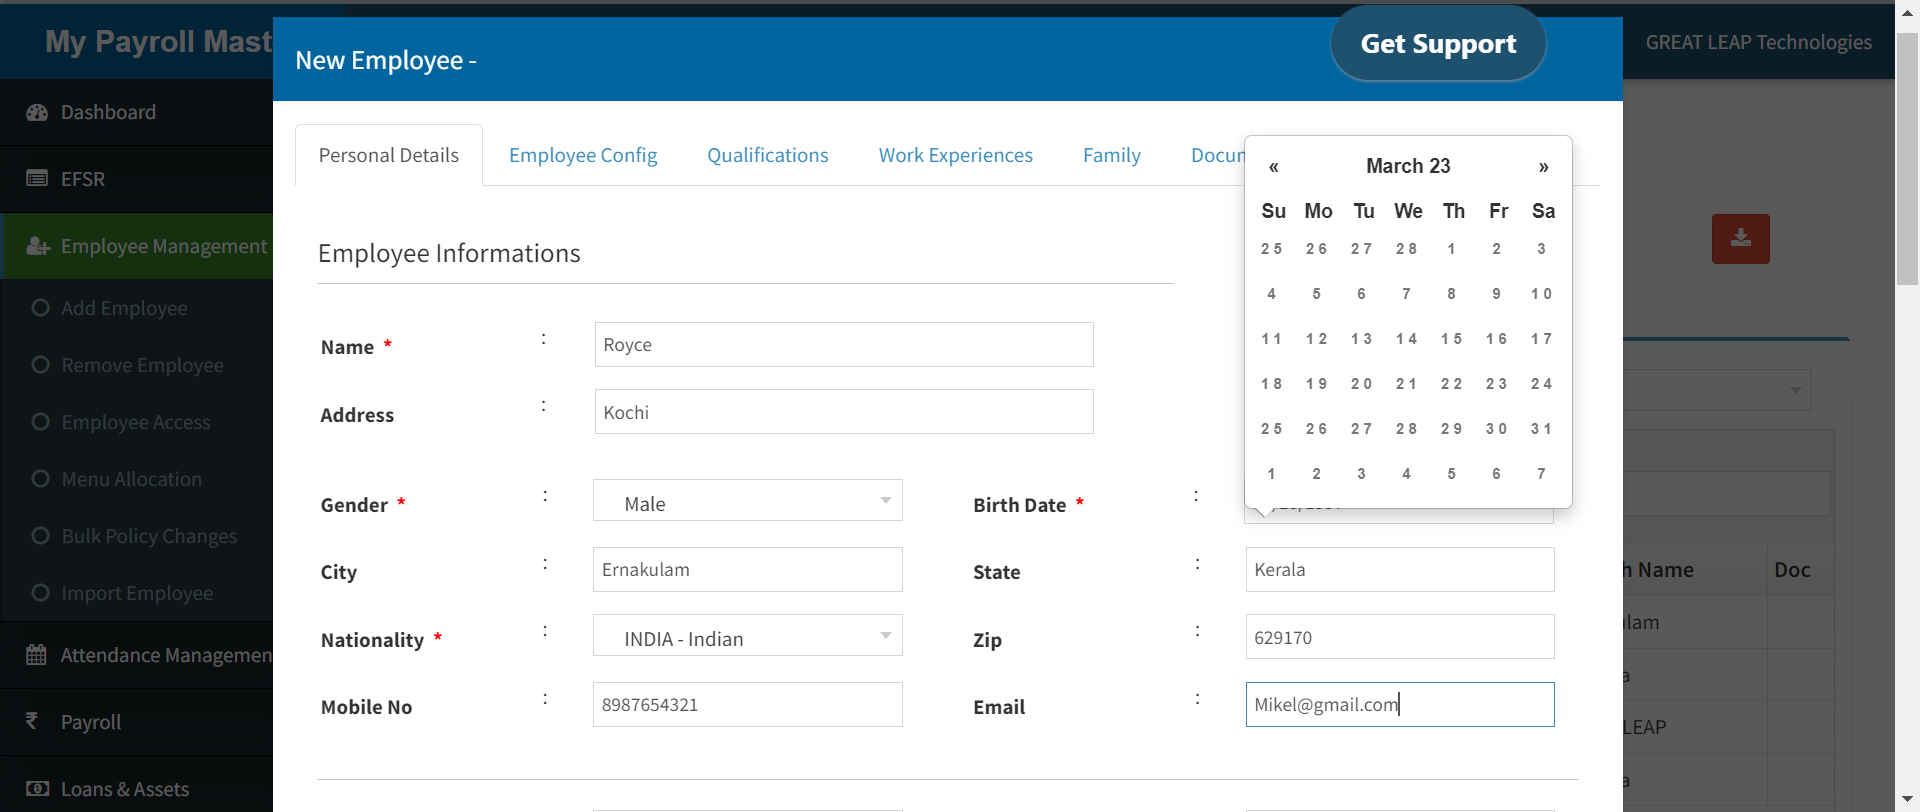 My Payroll Mast
New Employee -
Get Support
GREAT LEAP Technologies
Dashboard
EFSR
Employee Management
Add Employee
Remove Employee
Employee Access
Menu Allocation
Bulk Policy Changes
Import Employee
Attendance Managemen
₹ Payroll
Loans & Assets
Personal Details Employee Config Qualifications Work Experiences Family Docum
Employee Informations
Name * : Royce
Address : Kochi
Gender * : Male
Birth Date * :
City : Ernakulam
State : Kerala
Nationality * : INDIA - Indian
Zip : 629170
Mobile No : 8987654321
Email : Mikel@gmail.com
« March 23 »
Su Mo Tu We Th Fr Sa
25 26 27 28 1 2 3
4 5 6 7 8 9 10
11 12 13 14 15 16 17
18 19 20 21 22 23 24
25 26 27 28 29 30 31
1 2 3 4 5 6 7
h Name Doc
ulam
a
LEAP
a